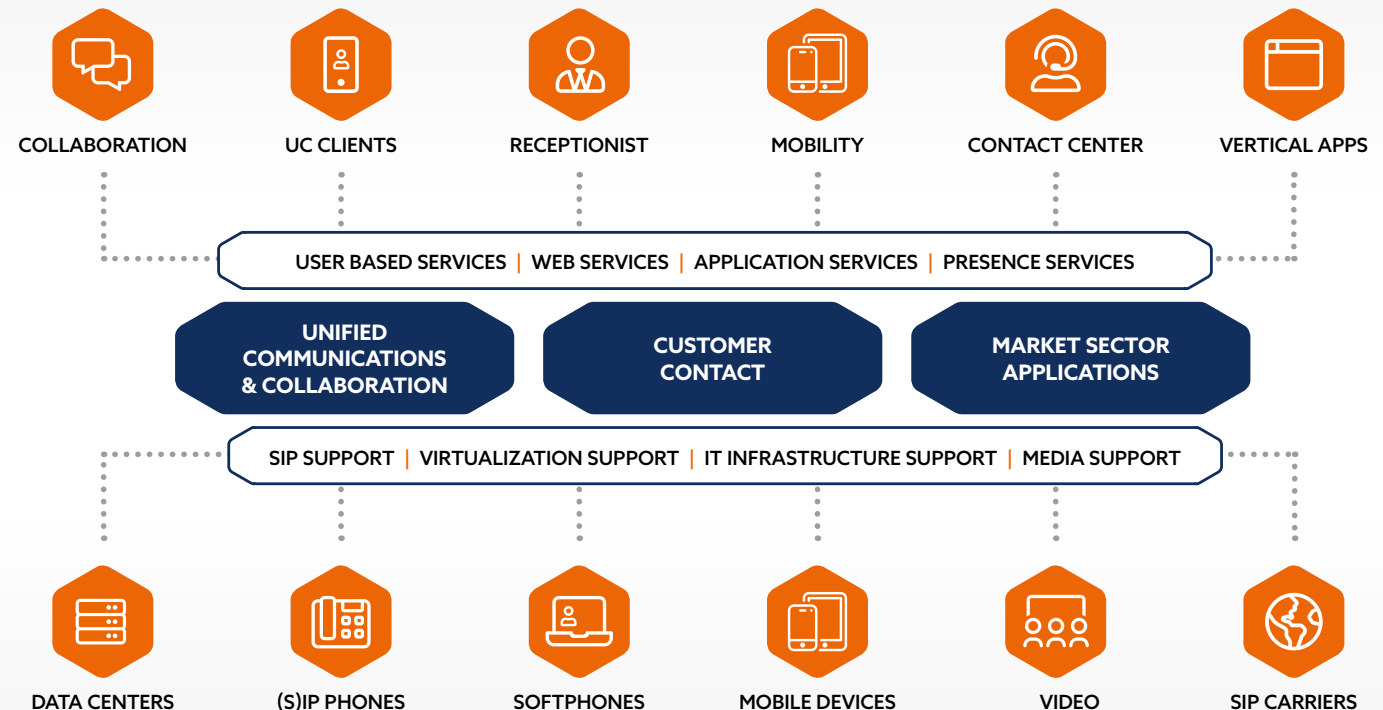 COLLABORATION
UC CLIENTS
RECEPTIONIST
MOBILITY
CONTACT CENTER
VERTICAL APPS
USER BASED SERVICES | WEB SERVICES | APPLICATION SERVICES | PRESENCE SERVICES
UNIFIED
COMMUNICATIONS
& COLLABORATION
CUSTOMER
CONTACT
MARKET SECTOR
APPLICATIONS
SIP SUPPORT | VIRTUALIZATION SUPPORT | IT INFRASTRUCTURE SUPPORT | MEDIA SUPPORT
DATA CENTERS
(S)IP PHONES
SOFTPHONES
MOBILE DEVICES
VIDEO
SIP CARRIERS